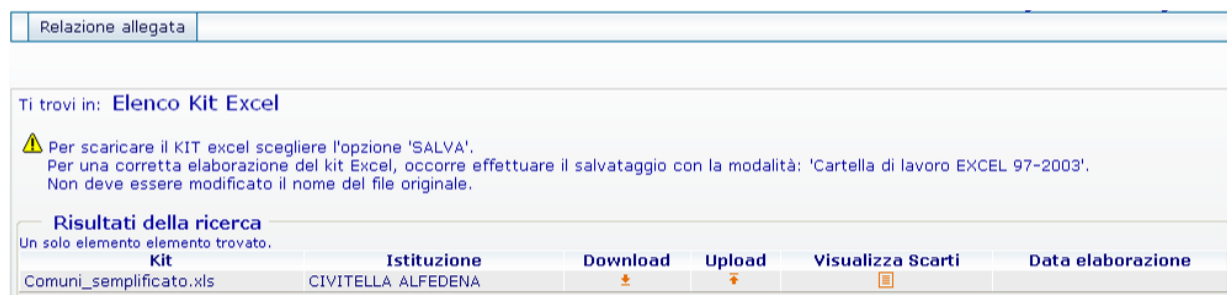 Relazione allegata
Ti trovi in: Elenco Kit Excel
Per scaricare il KIT excel scegliere l'opzione 'SALVA'.
Per una corretta elaborazione del kit Excel, occorre effettuare il salvataggio con la modalità: 'Cartella di lavoro EXCEL 97-2003'.
Non deve essere modificato il nome del file originale.
Risultati della ricerca
Un solo elemento elemento trovato.
Kit Istituzione Download Upload Visualizza Scarti Data elaborazione
Comuni_semplificato.xls CIVITELLA ALFEDENA